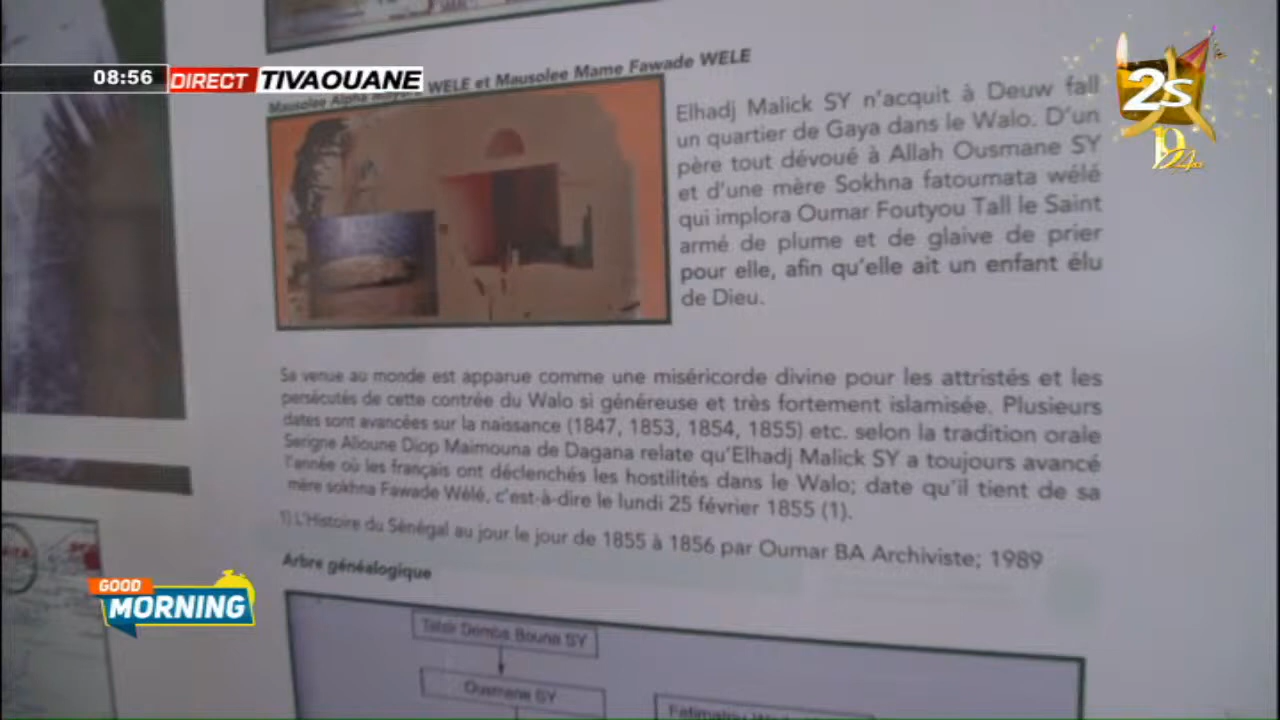 08:56 DIRECT TIVAOUANE
2S
GOOD
MORNING
Mausolee Alpha WELE et Mausolee Mame Fawade WELE
Elhadj Malick SY n'acquit à Deuw fall
un quartier de Gaya dans le Walo. D'un
père tout dévoué à Allah Ousmane SY
et d'une mère Sokhna fatoumata wélé
qui implora Oumar Foutyou Tall le Saint
armé de plume et de glaive de prier
pour elle, afin qu'elle ait un enfant élu
de Dieu.
Sa venue au monde est apparue comme une miséricorde divine pour les attristés et les
persécutés de cette contrée du Walo si généreuse et très fortement islamisée. Plusieurs
dates sont avancées sur la naissance (1847, 1853, 1854, 1855) etc. selon la tradition orale
Serigne Alioune Diop Maimouna de Dagana relate qu'Elhadj Malick SY a toujours avancé
l'année où les français ont déclenchés les hostilités dans le Walo; date qu'il tient de sa
mère sokhna Fawade Wélé, c'est-à-dire le lundi 25 février 1855 (1).
1) L'Histoire du Sénégal au jour le jour de 1855 à 1856 par Oumar BA Archiviste; 1989
Arbre généalogique
Tafsir Demba Bouna SY
Ousmane SY